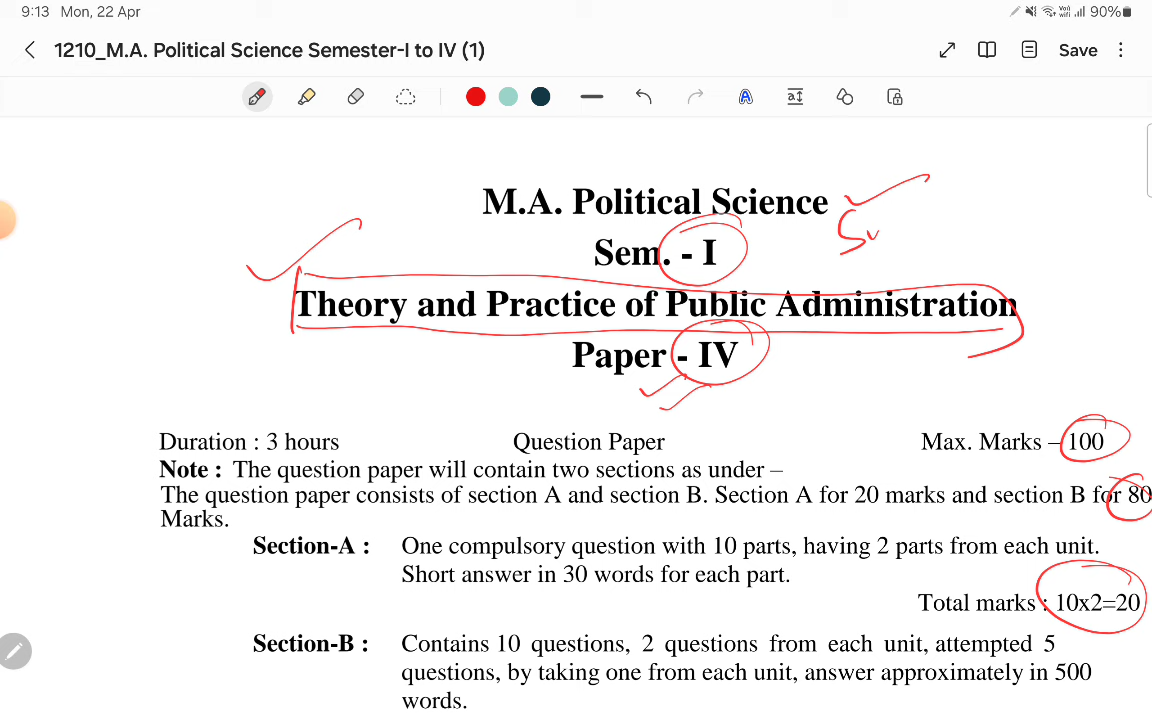 9:13 Mon, 22 Apr
90%
1210_M.A. Political Science Semester-I to IV (1)
Save
M.A. Political Science
Sem. - I
Theory and Practice of Public Administration
Paper - IV
Duration : 3 hours Question Paper Max. Marks – 100
Note : The question paper will contain two sections as under –
The question paper consists of section A and section B. Section A for 20 marks and section B for 80
Marks.
Section-A : One compulsory question with 10 parts, having 2 parts from each unit.
Short answer in 30 words for each part.
Total marks : 10x2=20
Section-B : Contains 10 questions, 2 questions from each unit, attempted 5
questions, by taking one from each unit, answer approximately in 500
words.